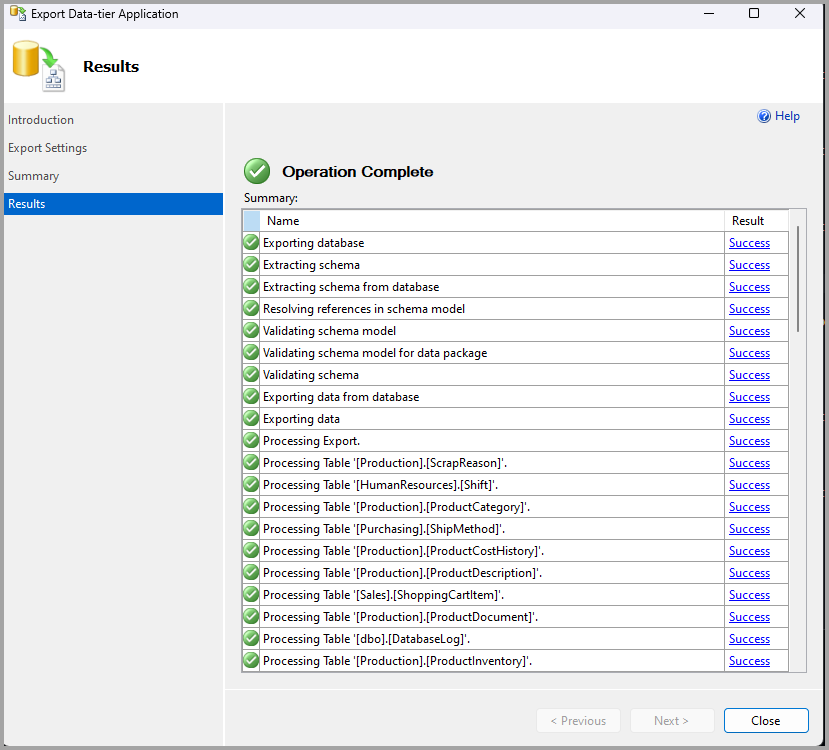 Export Data-tier Application
Results
Introduction
Export Settings
Summary
Results
Help
Operation Complete
Summary:
Name Result
Exporting database Success
Extracting schema Success
Extracting schema from database Success
Resolving references in schema model Success
Validating schema model Success
Validating schema model for data package Success
Validating schema Success
Exporting data from database Success
Exporting data Success
Processing Export. Success
Processing Table '[Production].[ScrapReason]'. Success
Processing Table '[HumanResources].[Shift]'. Success
Processing Table '[Production].[ProductCategory]'. Success
Processing Table '[Purchasing].[ShipMethod]'. Success
Processing Table '[Production].[ProductCostHistory]'. Success
Processing Table '[Production].[ProductDescription]'. Success
Processing Table '[Sales].[ShoppingCartItem]'. Success
Processing Table '[Production].[ProductDocument]'. Success
Processing Table '[dbo].[DatabaseLog]'. Success
Processing Table '[Production].[ProductInventory]'. Success
< Previous Next > Close